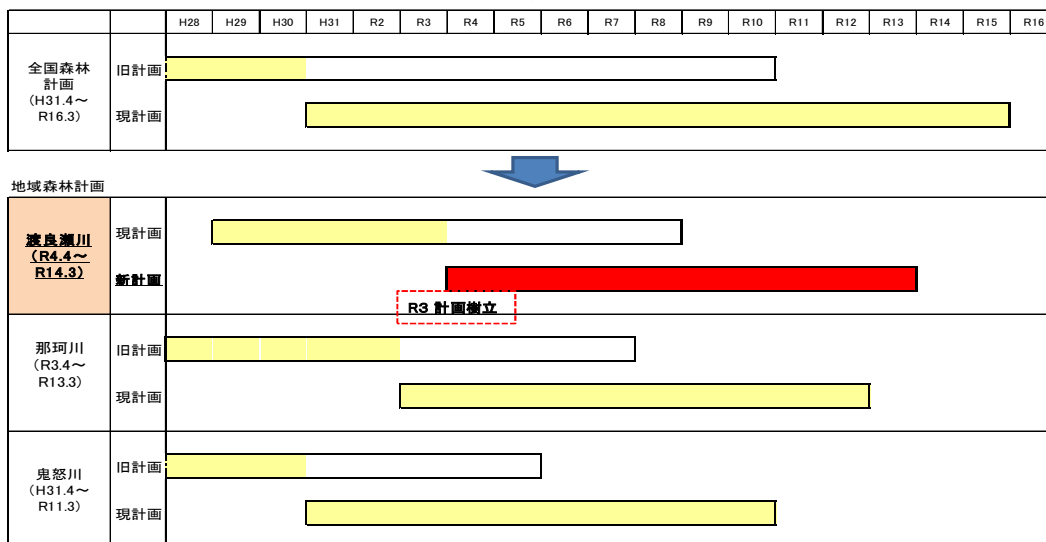 H28 H29 H30 H31 R2 R3 R4 R5 R6 R7 R8 R9 R10 R11 R12 R13 R14 R15 R16
全国森林
計画
(H31.4～
R16.3)
旧計画
現計画
地域森林計画
渡良瀬川
(R4.4～
R14.3)
現計画
新計画
R3 計画樹立
那珂川
(R3.4～
R13.3)
旧計画
現計画
鬼怒川
(H31.4～
R11.3)
旧計画
現計画